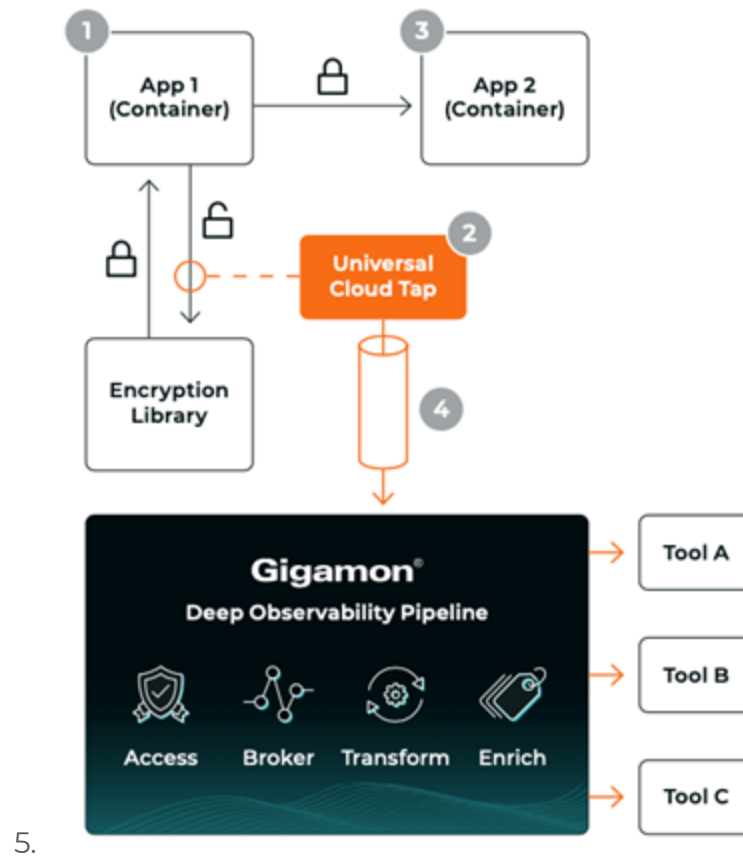 1
3
App 1
(Container)
App 2
(Container)
2
Universal
Cloud Tap
Encryption
Library
4
Gigamon®
Deep Observability Pipeline
Access
Broker
Transform
Enrich
Tool A
Tool B
Tool C
5.